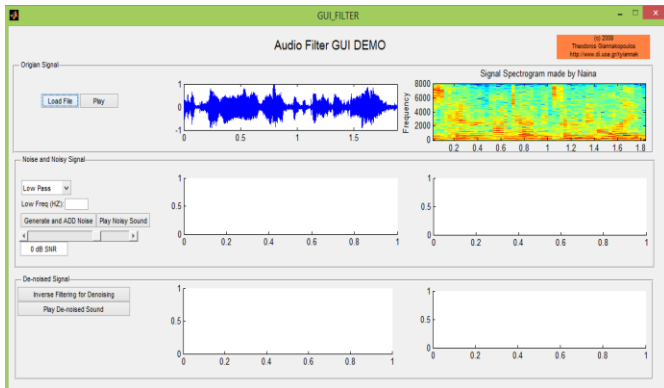 GUI_FILTER
Audio Filter GUI DEMO
(c) 2008
Theodoros Giannakopoulos
Origian Signal
Load File
Play
1
0
-1
0 0.5 1 1.5
Signal Spectrogram made by Naina
Frequency
8000
6000
4000
2000
0
0.2 0.4 0.6 0.8 1 1.2 1.4 1.6 1.8
Noise and Noisy Signal
Low Pass
Low Freq (HZ):
Generate and ADD Noise
Play Noisy Sound
0 dB SNR
1
0.5
0
0 0.2 0.4 0.6 0.8 1
1
0.5
0
0 0.2 0.4 0.6 0.8 1
De-noised Signal
Inverse Filtering for Denoising
Play De-noised Sound
1
0.5
0
0 0.2 0.4 0.6 0.8 1
1
0.5
0
0 0.2 0.4 0.6 0.8 1